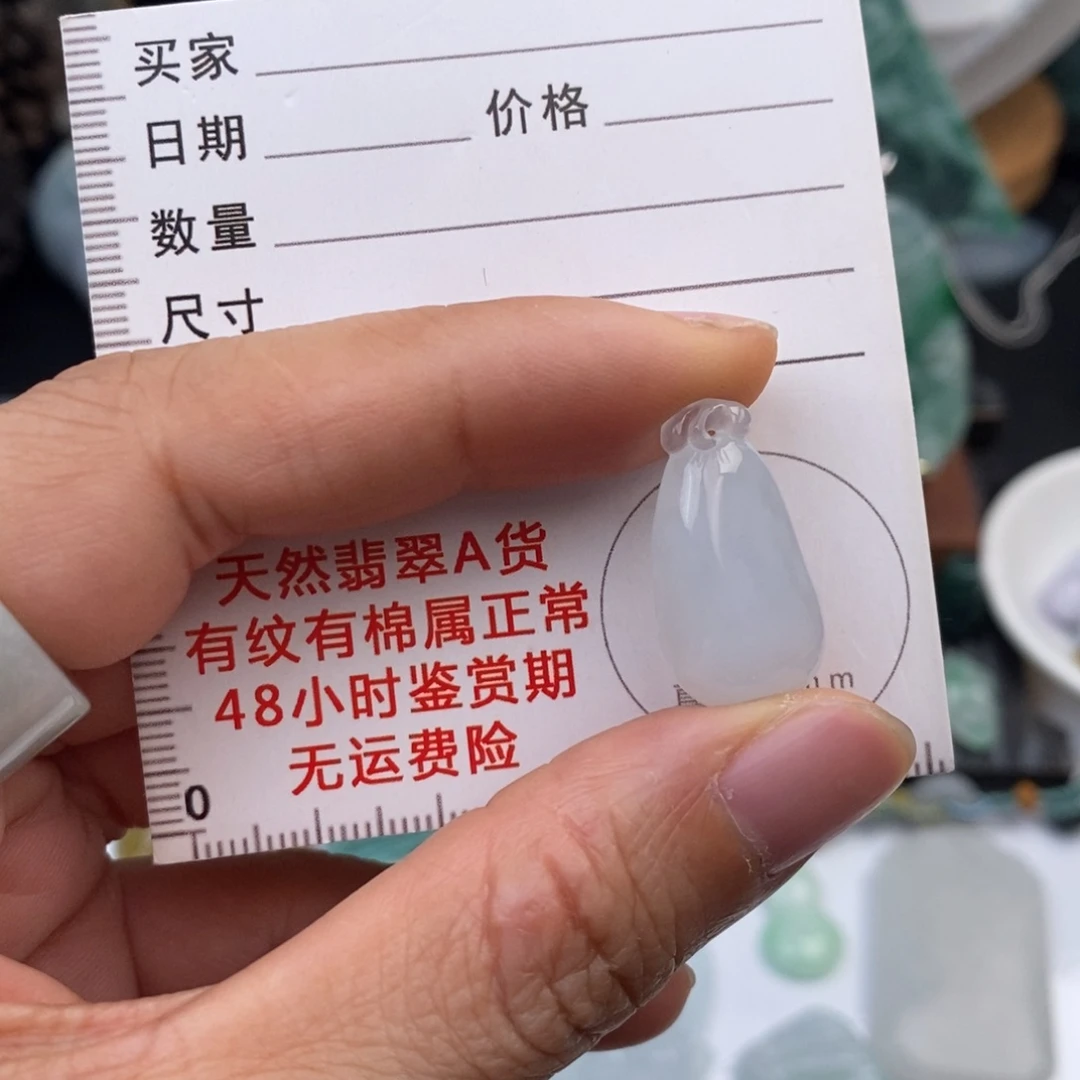 买家
日期 价格
数量
尺寸
天然翡翠A货
有纹有棉属正常
48小时鉴赏期
无运费险
0